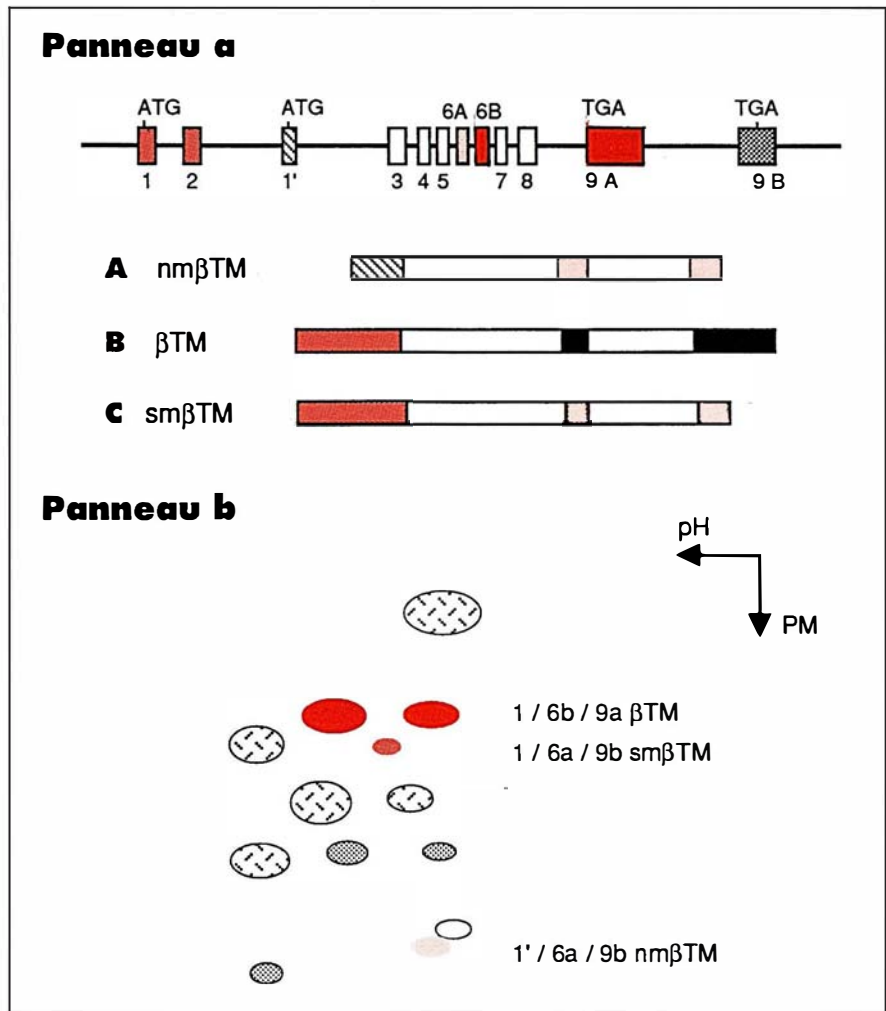 Panneau a
ATG ATG 6A 6B TGA TGA
1 2 1' 3 4 5 7 8 9 A 9 B
A nmβTM
B βTM
C smβTM
Panneau b
pH
PM
1 / 6b / 9a βTM
1 / 6a / 9b smβTM
1' / 6a / 9b nmβTM